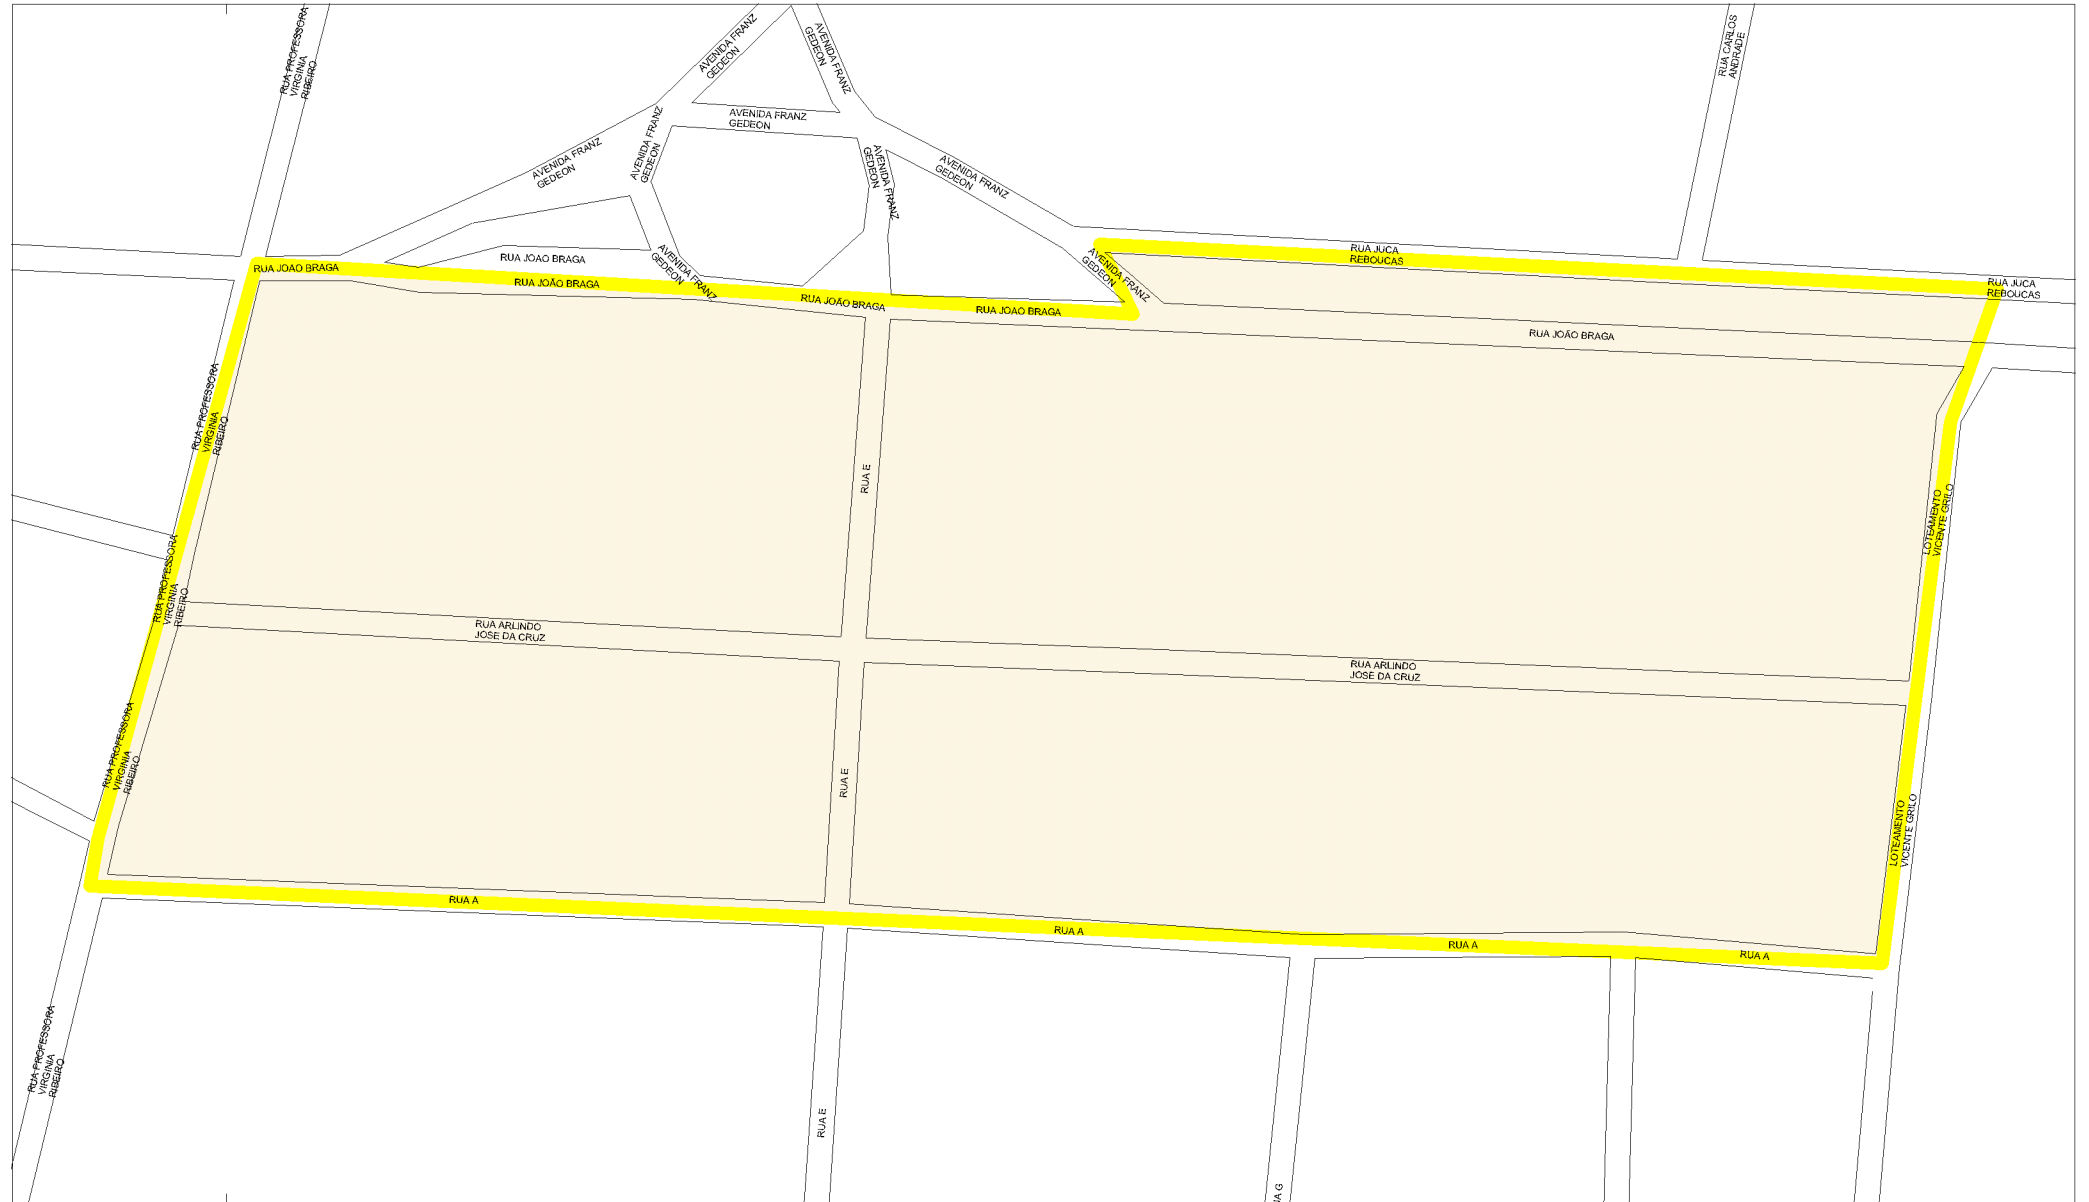 RUA PROFESSORA
VIRGINIA
RIBEIRO
AVENIDA FRANZ
GEDEON
AVENIDA FRANZ
GEDEON
RUA CARLOS
ANDRADE
AVENIDA FRANZ
GEDEON
AVENIDA FRANZ
GEDEON
AVENIDA FRANZ
GEDEON
AVENIDA FRANZ
GEDEON
AVENIDA FRANZ
GEDEON
RUA JOAO BRAGA
RUA JOAO BRAGA
AVENIDA FRANZ
GEDEON
AVENIDA FRANZ
GEDEON
RUA JUCA
REBOUCAS
RUA JUCA
REBOUCAS
RUA JOÃO BRAGA
RUA JOÃO BRAGA
RUA JOAO BRAGA
RUA JOÃO BRAGA
RUA PROFESSORA
VIRGINIA
RIBEIRO
RUA E
LOTEAMENTO
VICENTE GRILO
RUA PROFESSORA
VIRGINIA
RIBEIRO
RUA ARLINDO
JOSE DA CRUZ
RUA ARLINDO
JOSE DA CRUZ
RUA PROFESSORA
VIRGINIA
RIBEIRO
RUA E
LOTEAMENTO
VICENTE GRILO
RUA A
RUA A
RUA A
RUA A
RUA PROFESSORA
VIRGINIA
RIBEIRO
RUA E
G